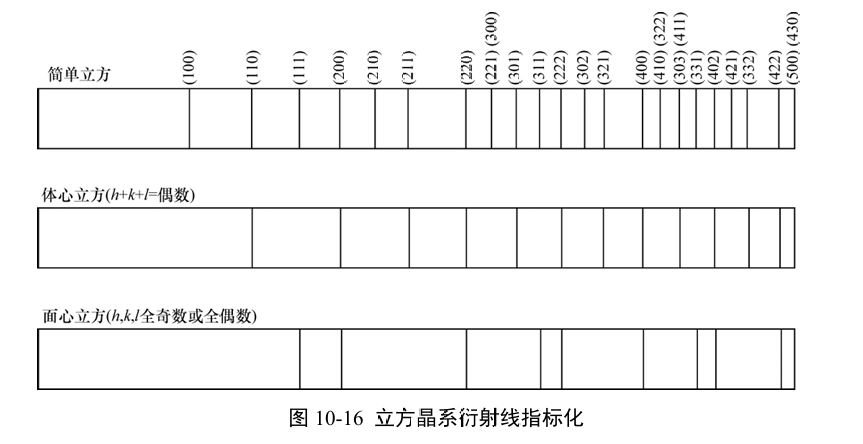 (322) (411)
(430)
(300)
简单立方
(100) (110) (111) (200) (210) (211) (220) (221) (301) (311) (222) (302) (321) (400) (410) (303) (331) (402) (421) (332) (422) (500)
体心立方(h+k+l=偶数)
面心立方(h,k,l全奇数或全偶数)
图 10-16 立方晶系衍射线指标化